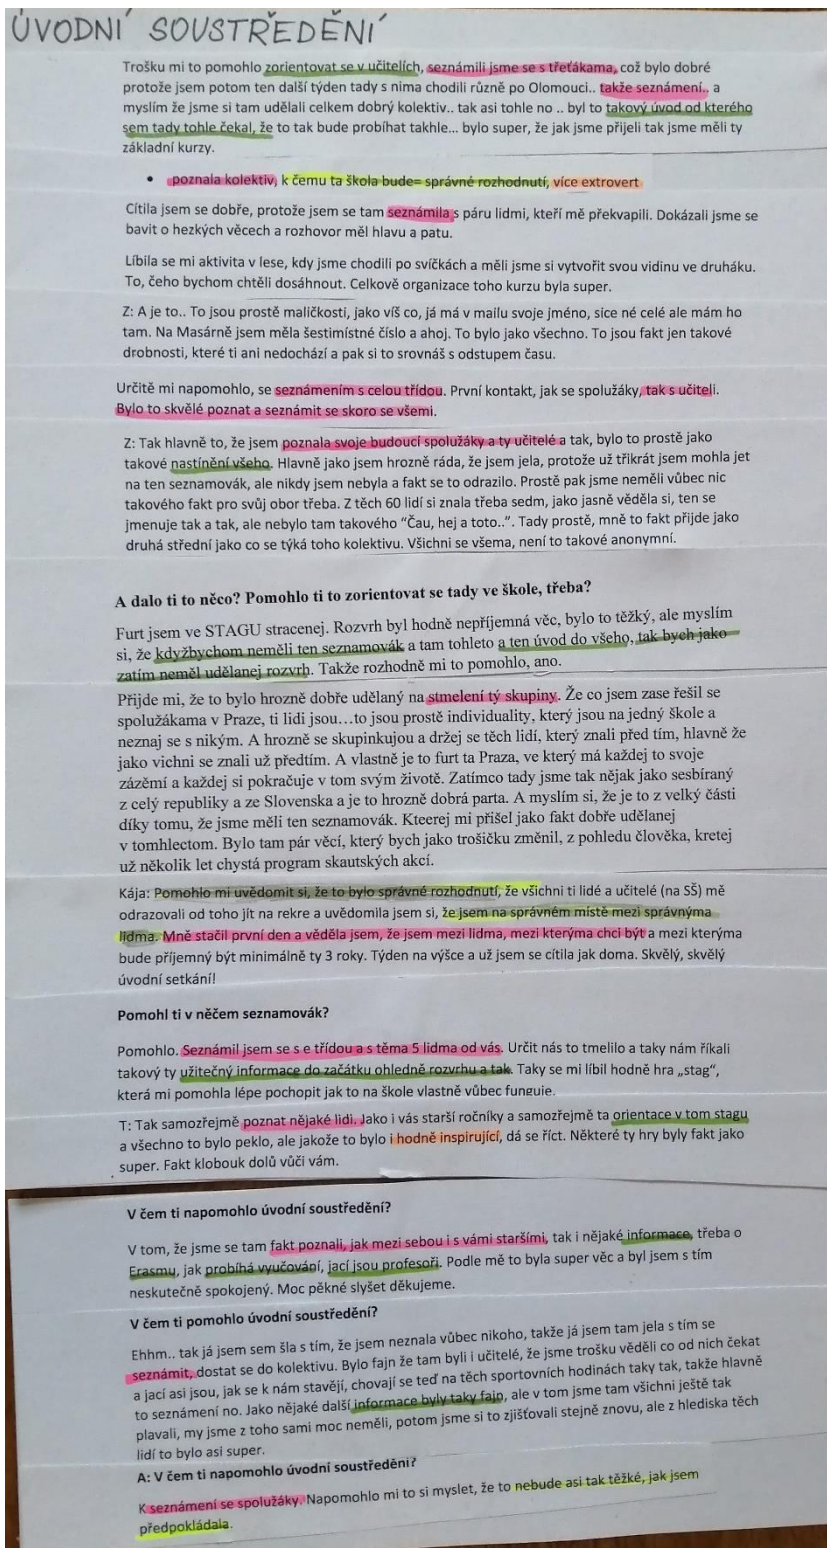 ÚVODNÍ SOUSTŘEDĚNÍ
Trošku mi to pomohlo zorientovat se v učitelích, seznámili jsme se s třeťákama, což bylo dobré
protože jsem potom ten další týden tady s nima chodili různě po Olomouci.. takže seznámení.. a
myslím že jsme si tam udělali celkem dobrý kolektiv.. tak asi tohle no .. byl to takový úvod od kterého
sem tady tohle čekal, že to tak bude probíhat takhle... bylo super, že jak jsme přijeli tak jsme měli ty
základní kurzy.
• poznala kolektiv, k čemu ta škola bude= správné rozhodnutí, více extrovert
Cítila jsem se dobře, protože jsem se tam seznámila s páru lidmi, kteří mě překvapili. Dokázali jsme se
bavit o hezkých věcech a rozhovor měl hlavu a patu.
Líbila se mi aktivita v lese, kdy jsme chodili po svíčkách a měli jsme si vytvořit svou vidinu ve druháku.
To, čeho bychom chtěli dosáhnout. Celkově organizace toho kurzu byla super.
Z: A je to.. To jsou prostě maličkosti, jako víš co, já má v mailu svoje jméno, sice né celé ale mám ho
tam. Na Masárně jsem měla šestimístné číslo a ahoj. To bylo jako všechno. To jsou fakt jen takové
drobnosti, které ti ani nedochází a pak si to srovnáš s odstupem času.
Určitě mi napomohlo, se seznámením s celou třídou. První kontakt, jak se spolužáky, tak s učiteli.
Bylo to skvělé poznat a seznámit se skoro se všemi.
Z: Tak hlavně to, že jsem poznala svoje budoucí spolužáky a ty učitelé a tak, bylo to prostě jako
takové nastínění všeho. Hlavně jako jsem hrozně ráda, že jsem jela, protože už třikrát jsem mohla jet
na ten seznamovák, ale nikdy jsem nebyla a fakt se to odrazilo. Prostě pak jsme neměli vůbec nic
takového fakt pro svůj obor třeba. Z těch 60 lidí si znala třeba sedm, jako jasně věděla si, ten se
jmenuje tak a tak, ale nebylo tam takového “Čau, hej a toto..”. Tady prostě, mně to fakt přijde jako
druhá střední jako co se týká toho kolektivu. Všichni se všema, není to takové anonymní.
A dalo ti to něco? Pomohlo ti to zorientovat se tady ve škole, třeba?
Furt jsem ve STAGU stracenej. Rozvrh byl hodně nepříjemná věc, bylo to těžký, ale myslím
si, že kdyžbychom neměli ten seznamovák a tam tohleto a ten úvod do všeho, tak bych jako
zatím neměl udělanej rozvrh. Takže rozhodně mi to pomohlo, ano.
Přijde mi, že to bylo hrozně dobře udělaný na stmelení tý skupiny. Že co jsem zase řešil se
spolužákama v Praze, ti lidi jsou…to jsou prostě individuality, který jsou na jedný škole a
neznaj se s nikým. A hrozně se skupinkujou a držej se těch lidí, který znali před tím, hlavně že
jako vichni se znali už předtím. A vlastně je to furt ta Praza, ve který má každej to svoje
zázěmí a každej si pokračuje v tom svým životě. Zatímco tady jsme tak nějak jako sesbíraný
z celý republiky a ze Slovenska a je to hrozně dobrá parta. A myslím si, že je to z velký části
díky tomu, že jsme měli ten seznamovák. Kteerej mi přišel jako fakt dobře udělanej
v tomhlectom. Bylo tam pár věcí, který bych jako trošičku změnil, z pohledu člověka, kretej
už několik let chystá program skautských akcí.
Kája: Pomohlo mi uvědomit si, že to bylo správné rozhodnutí, že všichni ti lidé a učitelé (na SŠ) mě
odrazovali od toho jít na rekre a uvědomila jsem si, že jsem na správném místě mezi správnýma
lidma. Mně stačil první den a věděla jsem, že jsem mezi lidma, mezi kterýma chci být a mezi kterýma
bude příjemný být minimálně ty 3 roky. Týden na výšce a už jsem se cítila jak doma. Skvělý, skvělý
úvodní setkání!
Pomohl ti v něčem seznamovák?
Pomohlo. Seznámil jsem se s e třídou a s těma 5 lidma od vás. Určit nás to tmelilo a taky nám říkali
takový ty užitečný informace do začátku ohledně rozvrhu a tak. Taky se mi líbil hodně hra „stag“,
která mi pomohla lépe pochopit jak to na škole vlastně vůbec funguje.
T: Tak samozřejmě poznat nějaké lidi. Jako i vás starší ročníky a samozřejmě ta orientace v tom stagu
a všechno to bylo peklo, ale jakože to bylo i hodně inspirující, dá se říct. Některé ty hry byly fakt jako
super. Fakt klobouk dolů vůči vám.
V čem ti napomohlo úvodní soustředění?
V tom, že jsme se tam fakt poznali, jak mezi sebou i s vámi staršími, tak i nějaké informace, třeba o
Erasmu, jak probíhá vyučování, jací jsou profesoři. Podle mě to byla super věc a byl jsem s tím
neskutečně spokojený. Moc pěkné slyšet děkujeme.
V čem ti pomohlo úvodní soustředění?
Ehhm.. tak já jsem sem šla s tím, že jsem neznala vůbec nikoho, takže já jsem tam jela s tím se
seznámit, dostat se do kolektivu. Bylo fajn že tam byli i učitelé, že jsme trošku věděli co od nich čekat
a jací asi jsou, jak se k nám stavějí, chovají se teď na těch sportovních hodinách taky tak, takže hlavně
to seznámení no. Jako nějaké další informace byly taky fajn, ale v tom jsme tam všichni ještě tak
plavali, my jsme z toho sami moc neměli, potom jsme si to zjišťovali stejně znovu, ale z hlediska těch
lidí to bylo asi super.
A: V čem ti napomohlo úvodní soustředění?
K seznámení se spolužáky. Napomohlo mi to si myslet, že to nebude asi tak těžké, jak jsem
předpokládala.